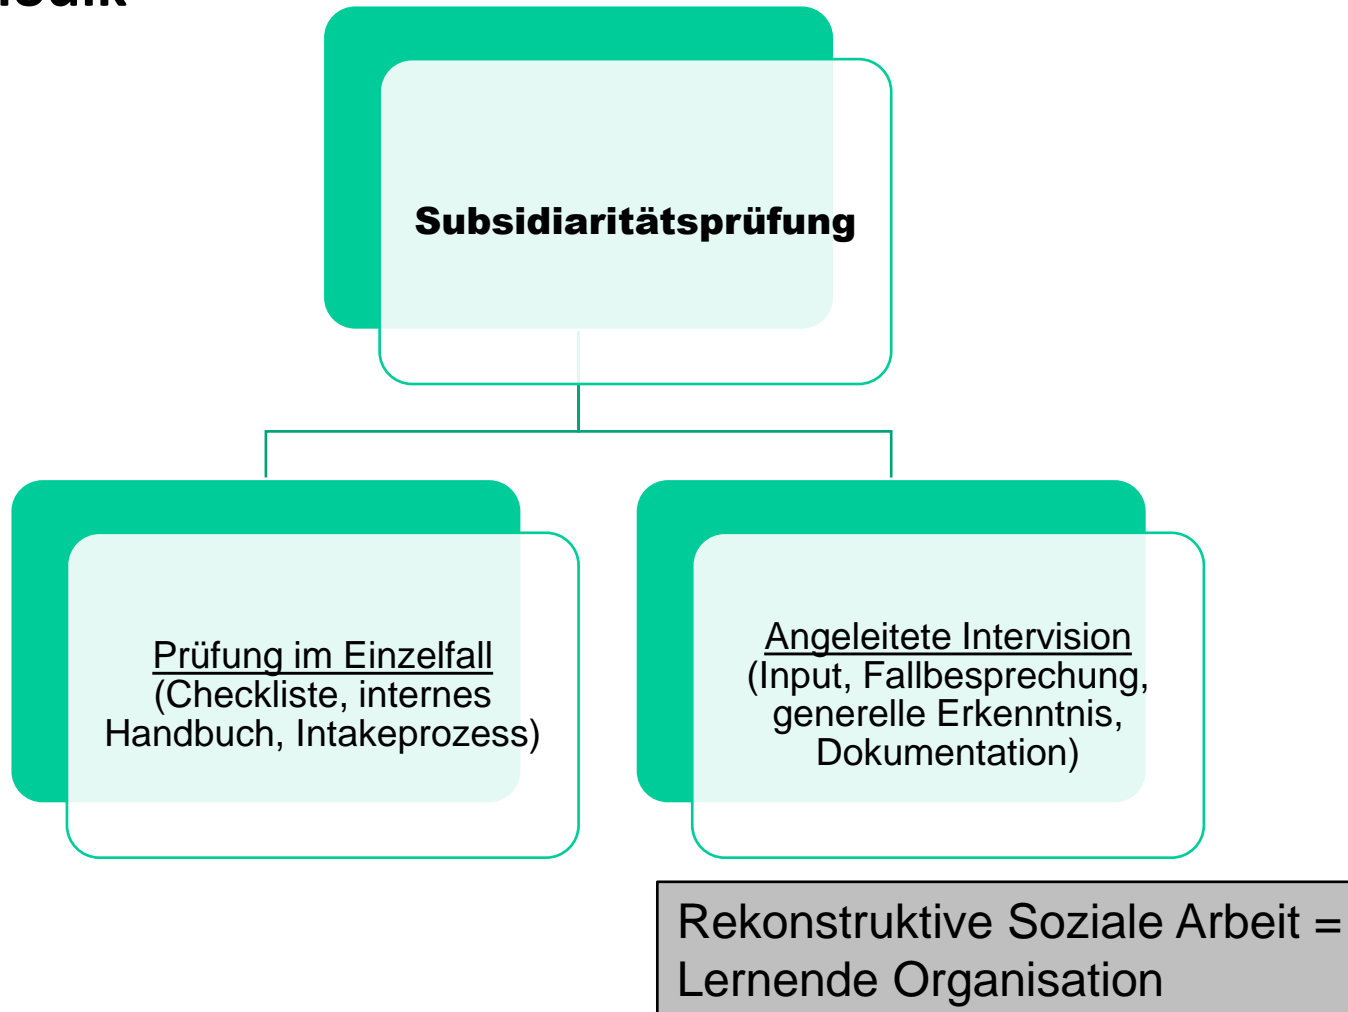 Subsidiaritätsprüfung
Prüfung im Einzelfall
(Checkliste, internes
Handbuch, Intakeprozess)
Angeleitete Intervision
(Input, Fallbesprechung,
generelle Erkenntnis,
Dokumentation)
Rekonstruktive Soziale Arbeit =
Lernende Organisation